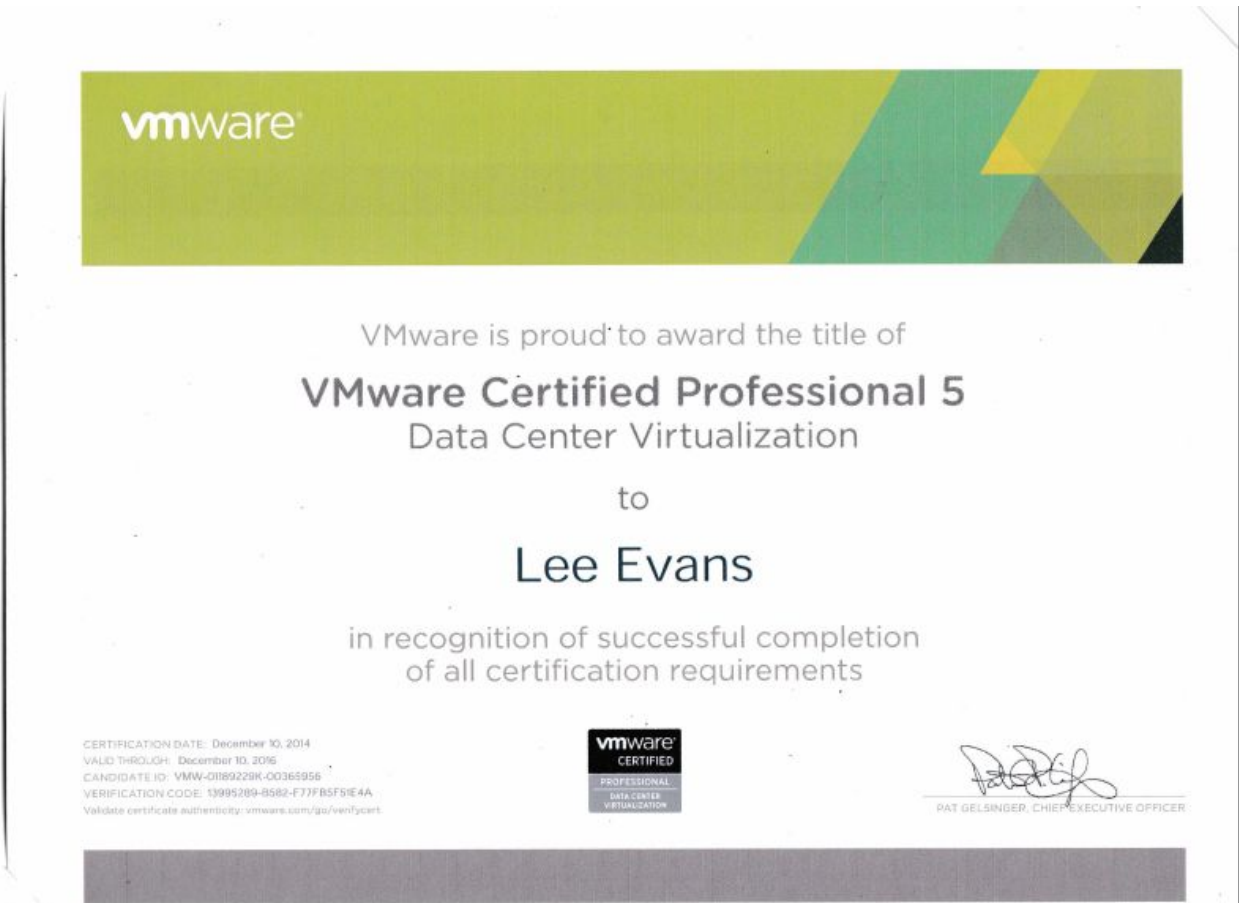 vmware®
VMware is proud to award the title of
VMware Certified Professional 5
Data Center Virtualization
to
Lee Evans
in recognition of successful completion
of all certification requirements
CERTIFICATION DATE: December 10, 2014
VALID THROUGH: December 10, 2016
CANDIDATE ID: VMW-01189229K-00365956
VERIFICATION CODE: 13995289-8582-F77FB5F51E4A
Validate certificate authenticity: vmware.com/go/verifycert
vmware®
CERTIFIED
PROFESSIONAL
DATA CENTER
VIRTUALIZATION
PAT GELSINGER, CHIEF EXECUTIVE OFFICER